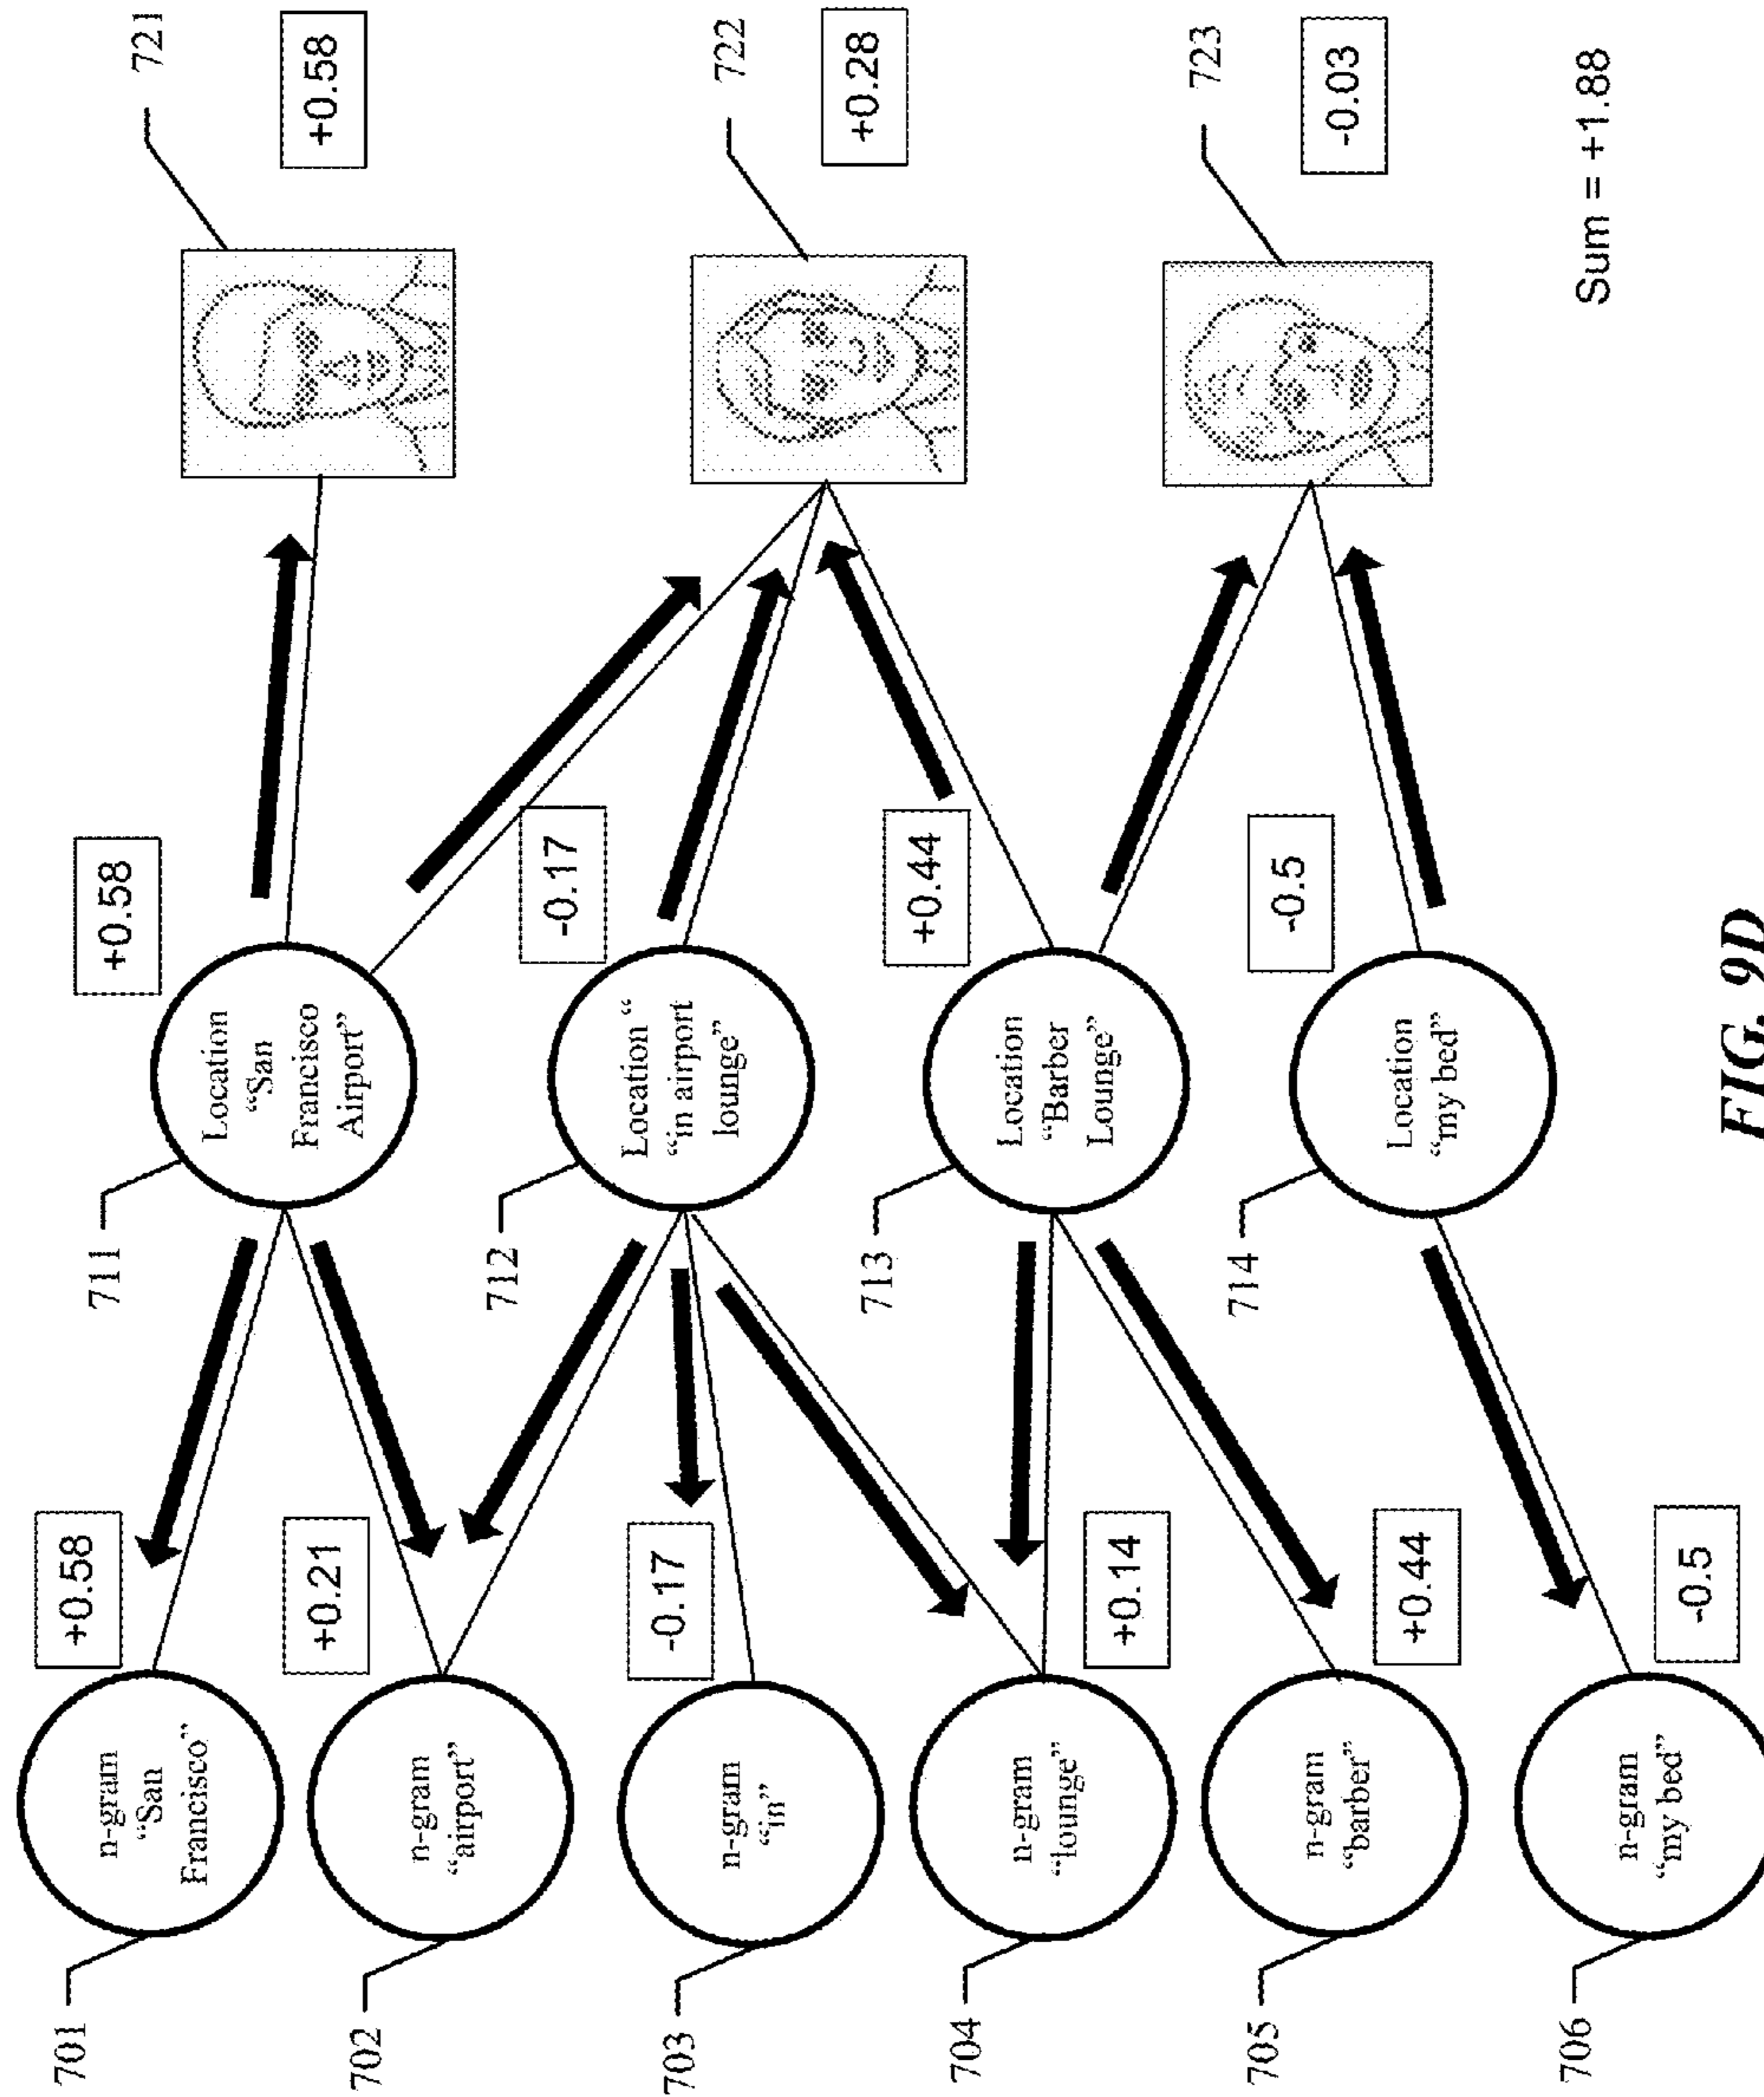 701
n-gram
“San
Francisco”
+0.58
702
n-gram
“airport”
+0.21
703
n-gram
“in”
-0.17
704
n-gram
“lounge”
+0.14
705
n-gram
“barber”
+0.44
706
n-gram
“my bed”
-0.5
711
Location
“San
Francisco
Airport”
+0.58
712
Location “
“in airport
lounge”
-0.17
713
Location
“Barber
Lounge”
+0.44
714
Location
“my bed”
-0.5
721
+0.58
722
+0.28
723
-0.03
Sum = +1.88
FIG. 9D